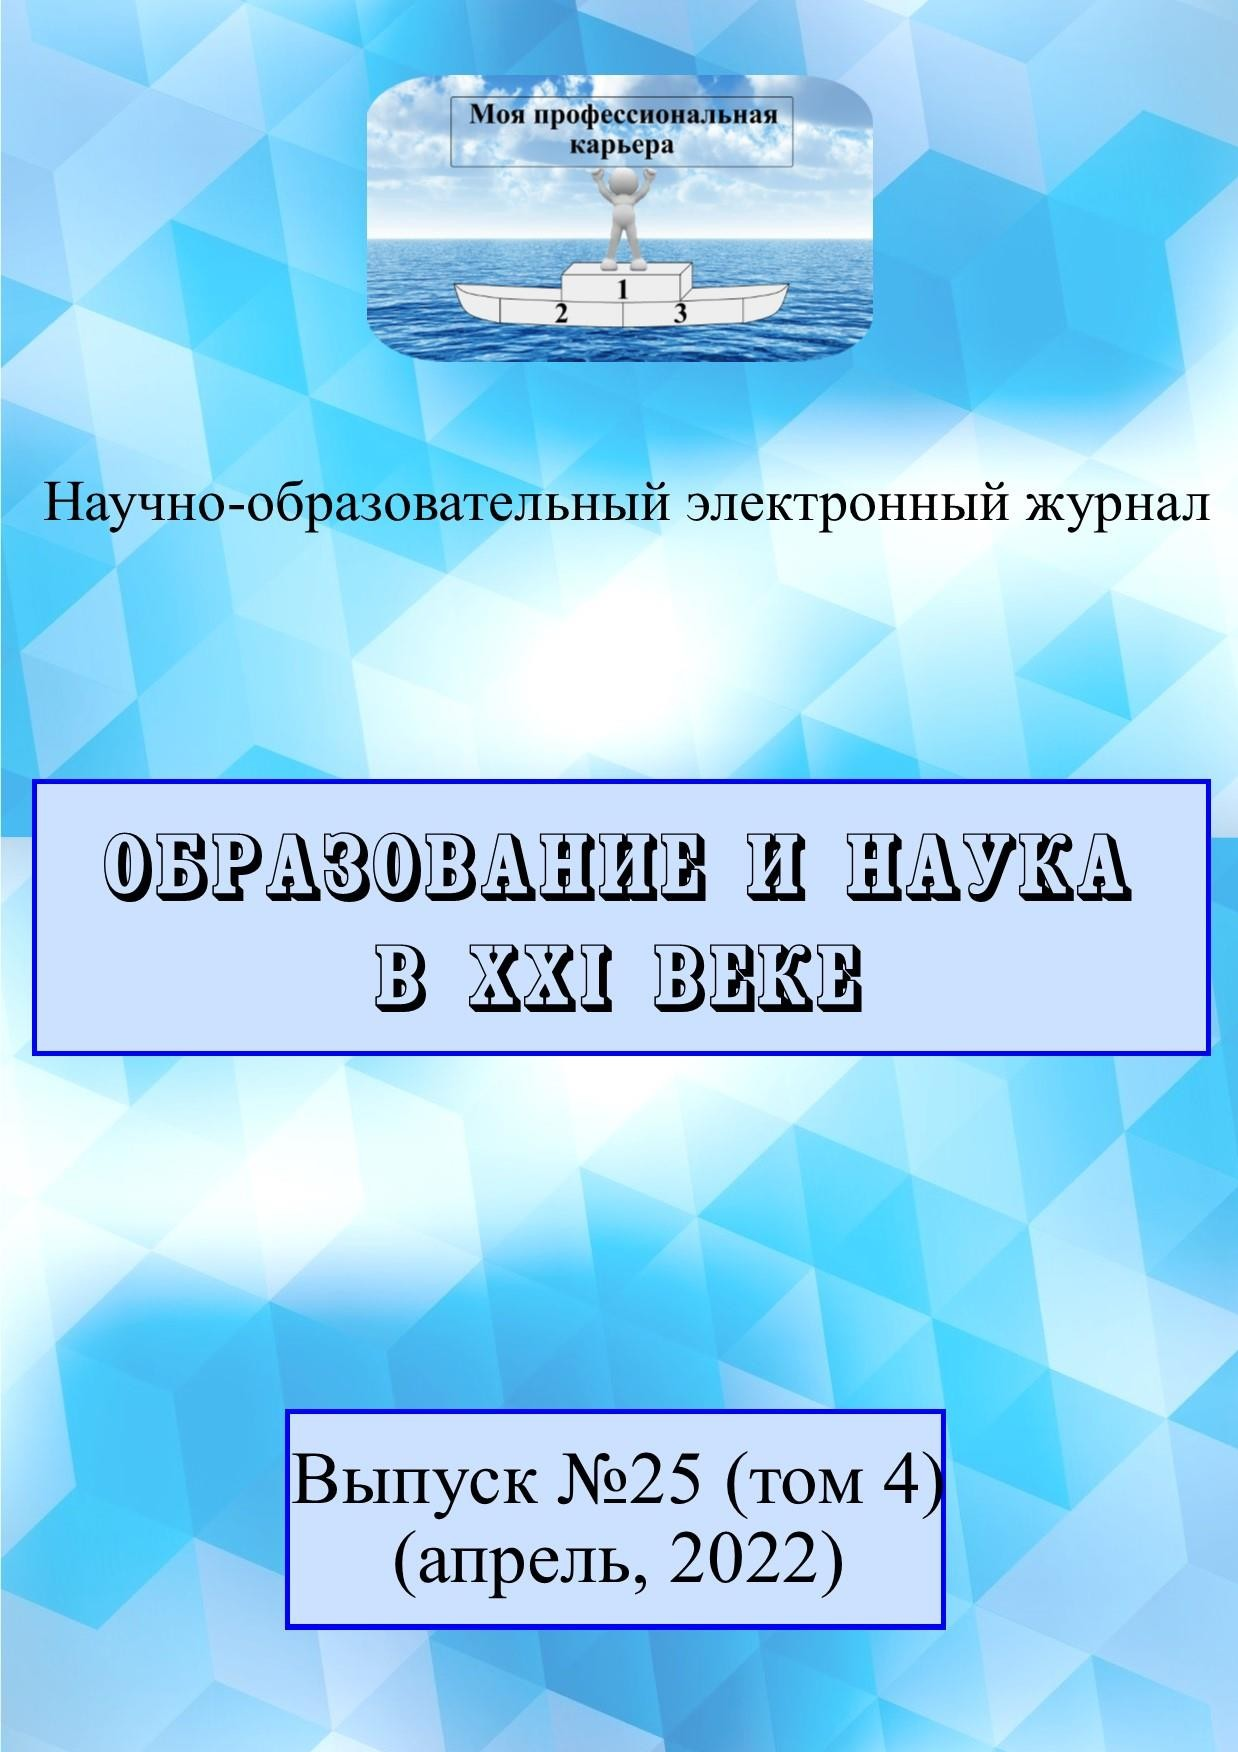 Моя профессиональная
карьера
1
2 3
Научно-образовательный электронный журнал
ОБРАЗОВАНИЕ И НАУКА
В XXI ВЕКЕ
Выпуск №25 (том 4)
(апрель, 2022)